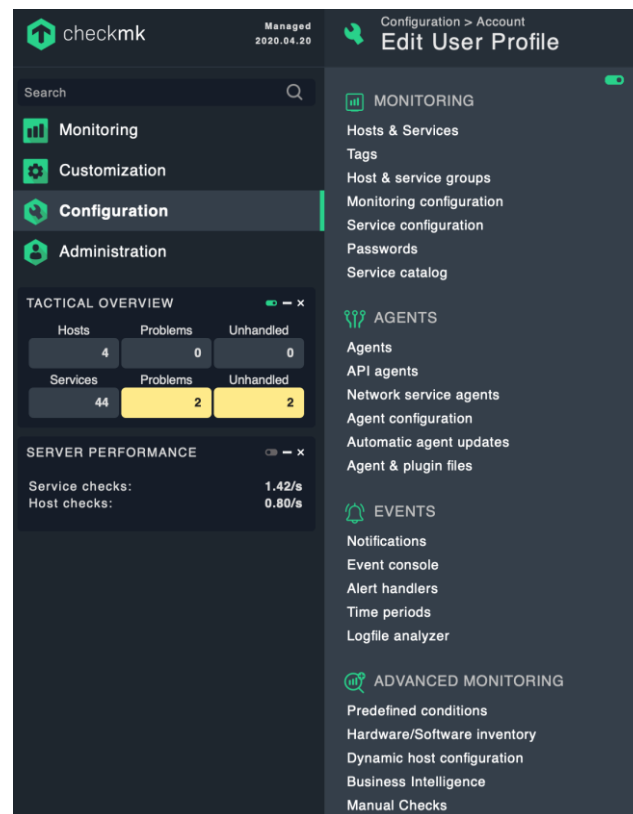 checkmk
Managed
2020.04.20
Search
Monitoring
Customization
Configuration
Administration
TACTICAL OVERVIEW
Hosts Problems Unhandled
4 0 0
Services Problems Unhandled
44 2 2
SERVER PERFORMANCE
Service checks: 1.42/s
Host checks: 0.80/s
Configuration > Account
Edit User Profile
MONITORING
Hosts & Services
Tags
Host & service groups
Monitoring configuration
Service configuration
Passwords
Service catalog
AGENTS
Agents
API agents
Network service agents
Agent configuration
Automatic agent updates
Agent & plugin files
EVENTS
Notifications
Event console
Alert handlers
Time periods
Logfile analyzer
ADVANCED MONITORING
Predefined conditions
Hardware/Software inventory
Dynamic host configuration
Business Intelligence
Manual Checks